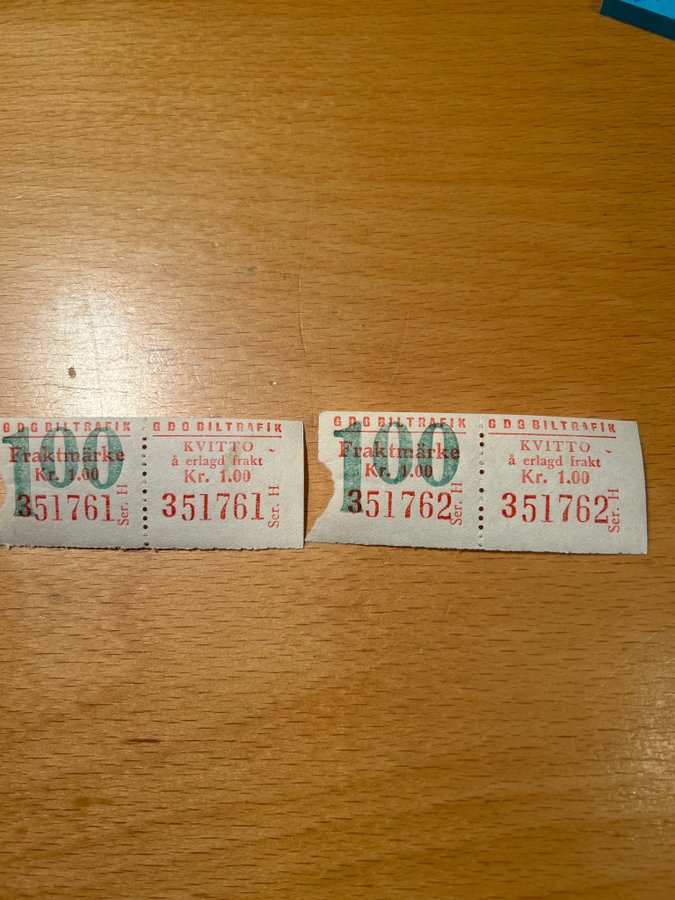 GDG BILTRAFIK
100
Fraktmärke
Kr. 1.00
351761
Ser. H
GDG BILTRAFIK
KVITTO
å erlagd frakt
Kr. 1.00
351761
Ser. H
GDG BILTRAFIK
100
Fraktmärke
Kr. 1.00
351762
Ser. H
GDG BILTRAFIK
KVITTO
å erlagd frakt
Kr. 1.00
351762
Ser. H